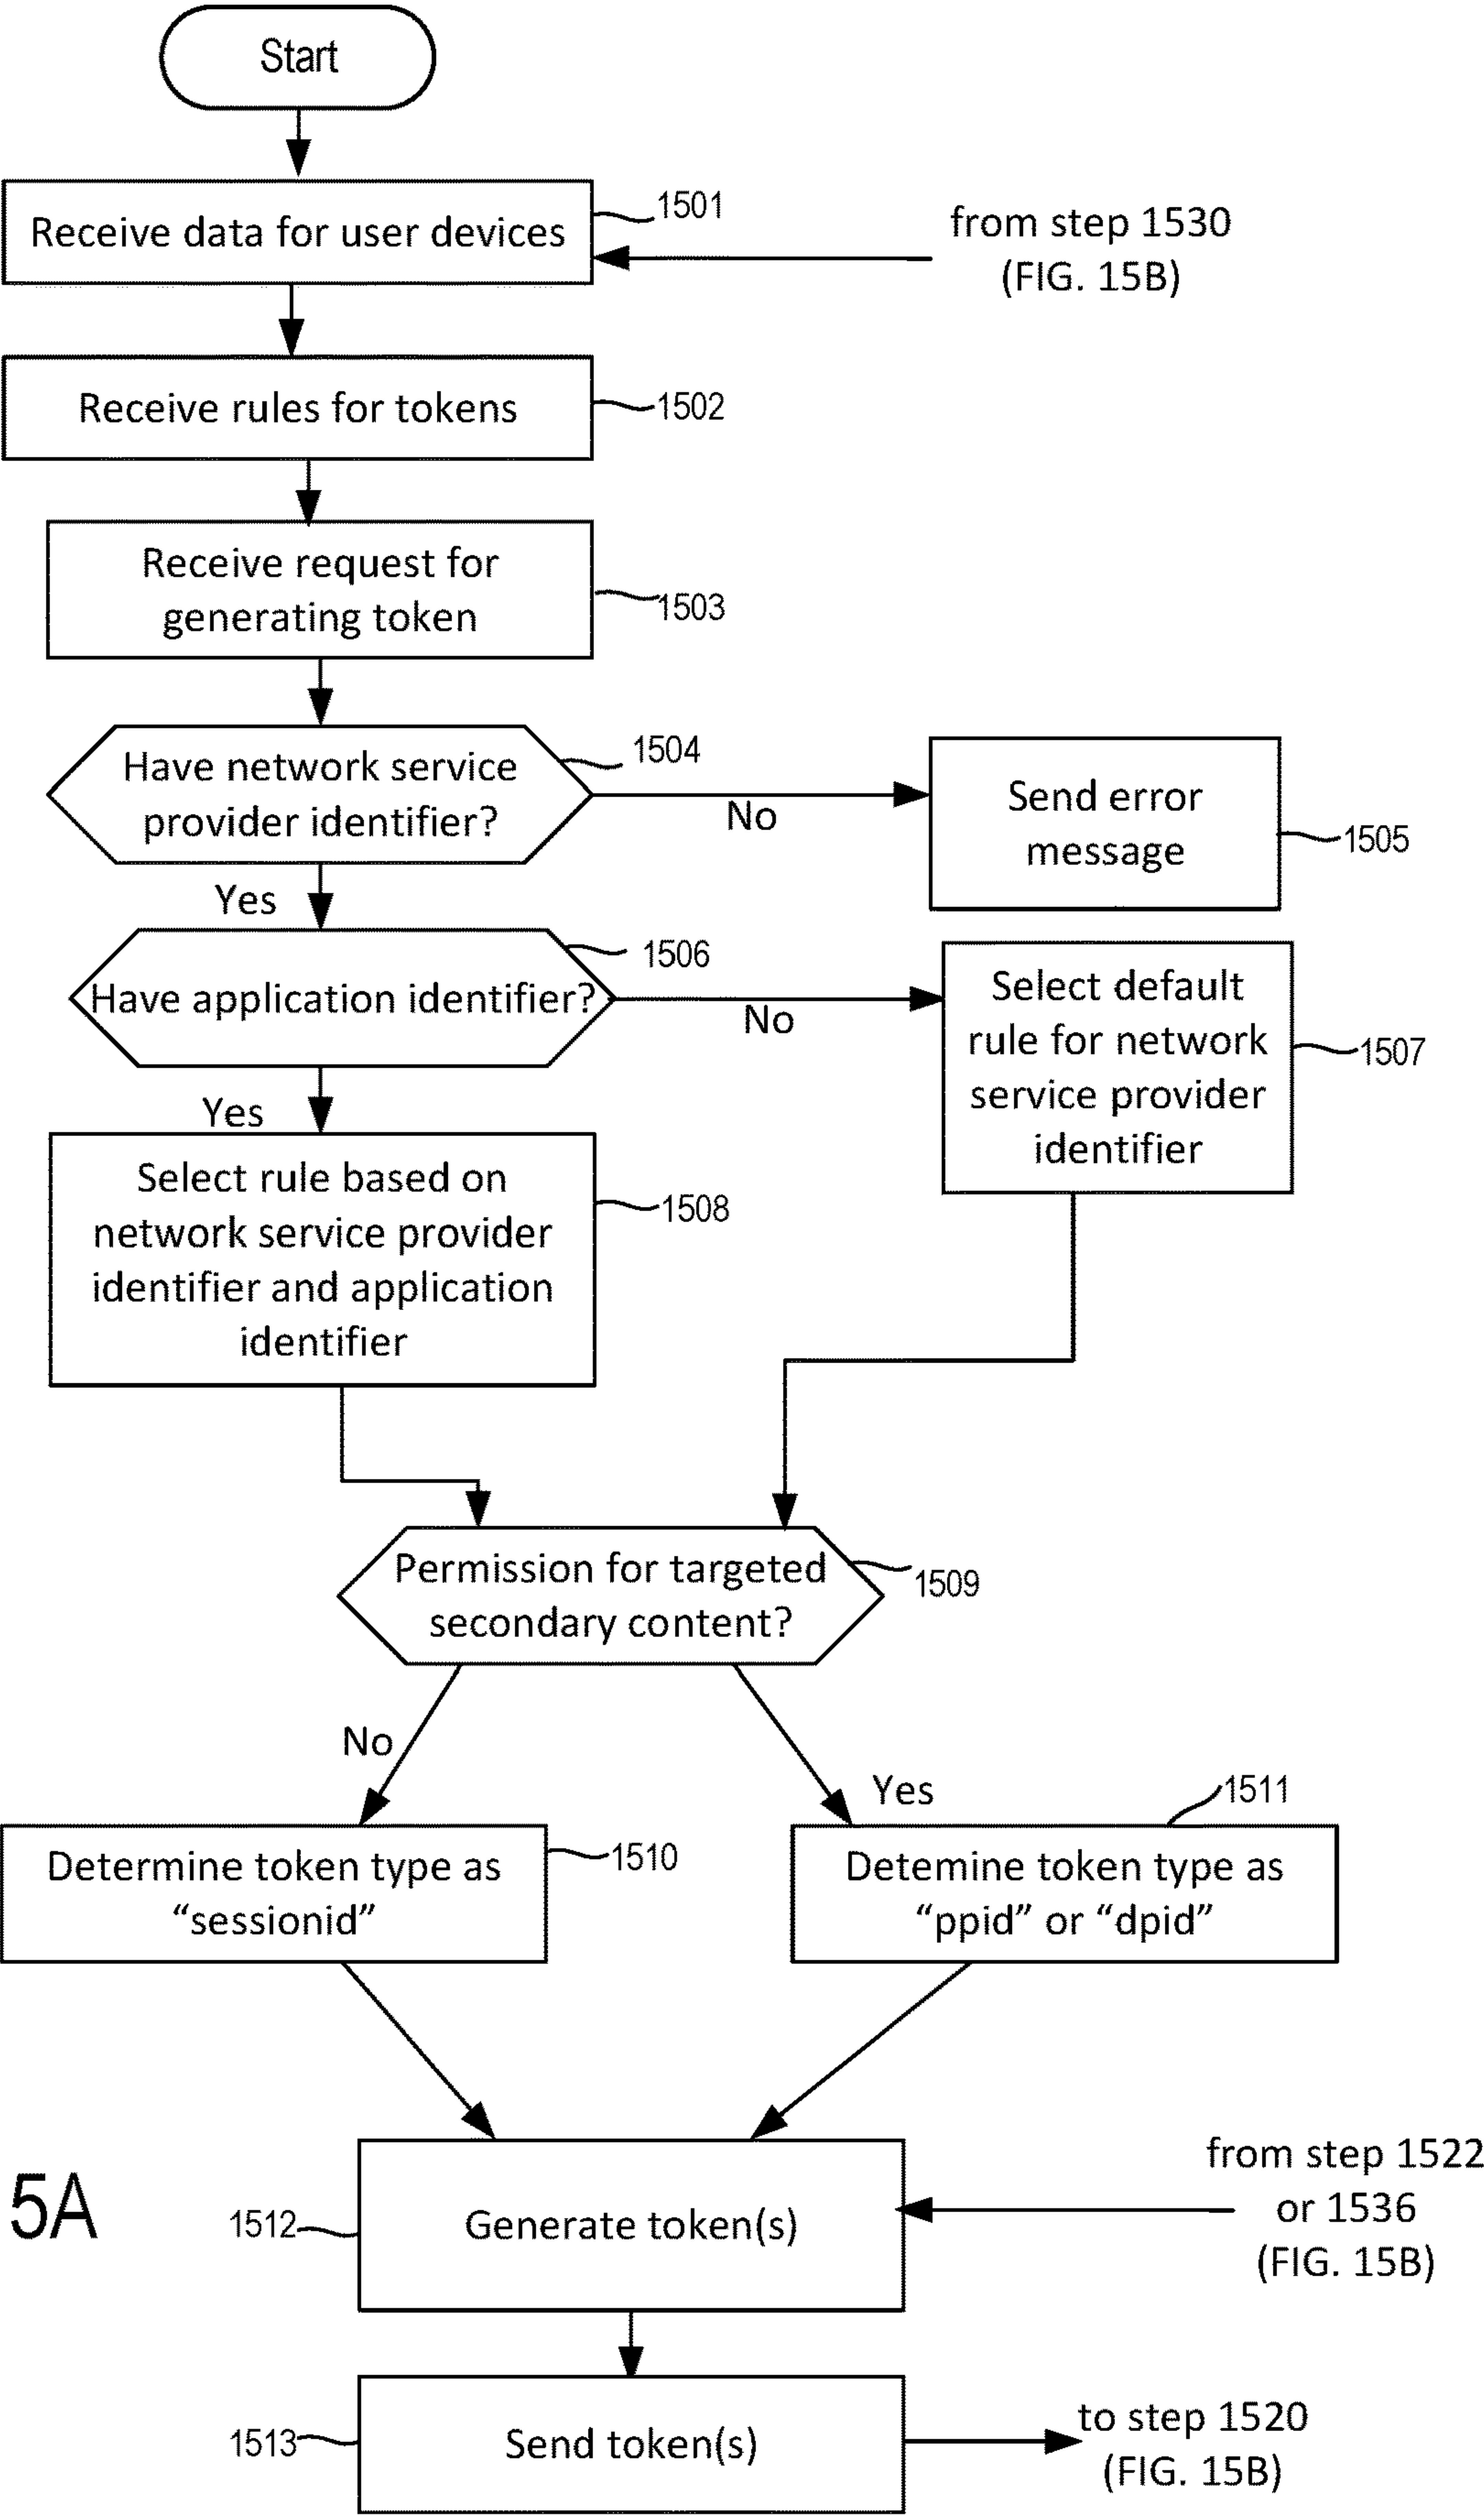 Start
Receive data for user devices
1501
from step 1530
(FIG. 15B)
Receive rules for tokens
1502
Receive request for
generating token
1503
Have network service
provider identifier?
1504
No
Send error
message
1505
Yes
Have application identifier?
1506
No
Select default
rule for network
service provider
identifier
1507
Yes
Select rule based on
network service provider
identifier and application
identifier
1508
Permission for targeted
secondary content?
1509
No
Yes
Determine token type as
“sessionid”
1510
Detemine token type as
“ppid” or “dpid”
1511
5A
1512
Generate token(s)
from step 1522
or 1536
(FIG. 15B)
1513
Send token(s)
to step 1520
(FIG. 15B)